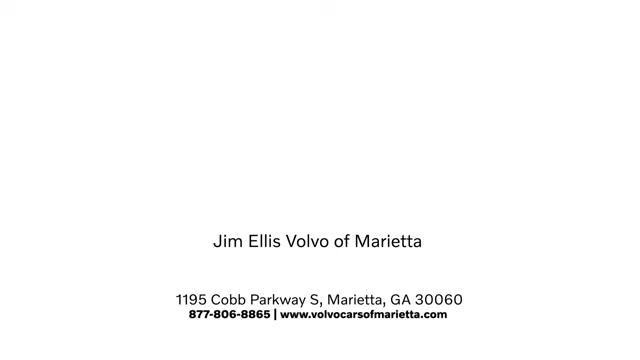 Jim Ellis Volvo of Marietta
1195 Cobb Parkway S, Marietta, GA 30060
877-806-8865 | www.volvocarsofmarietta.com